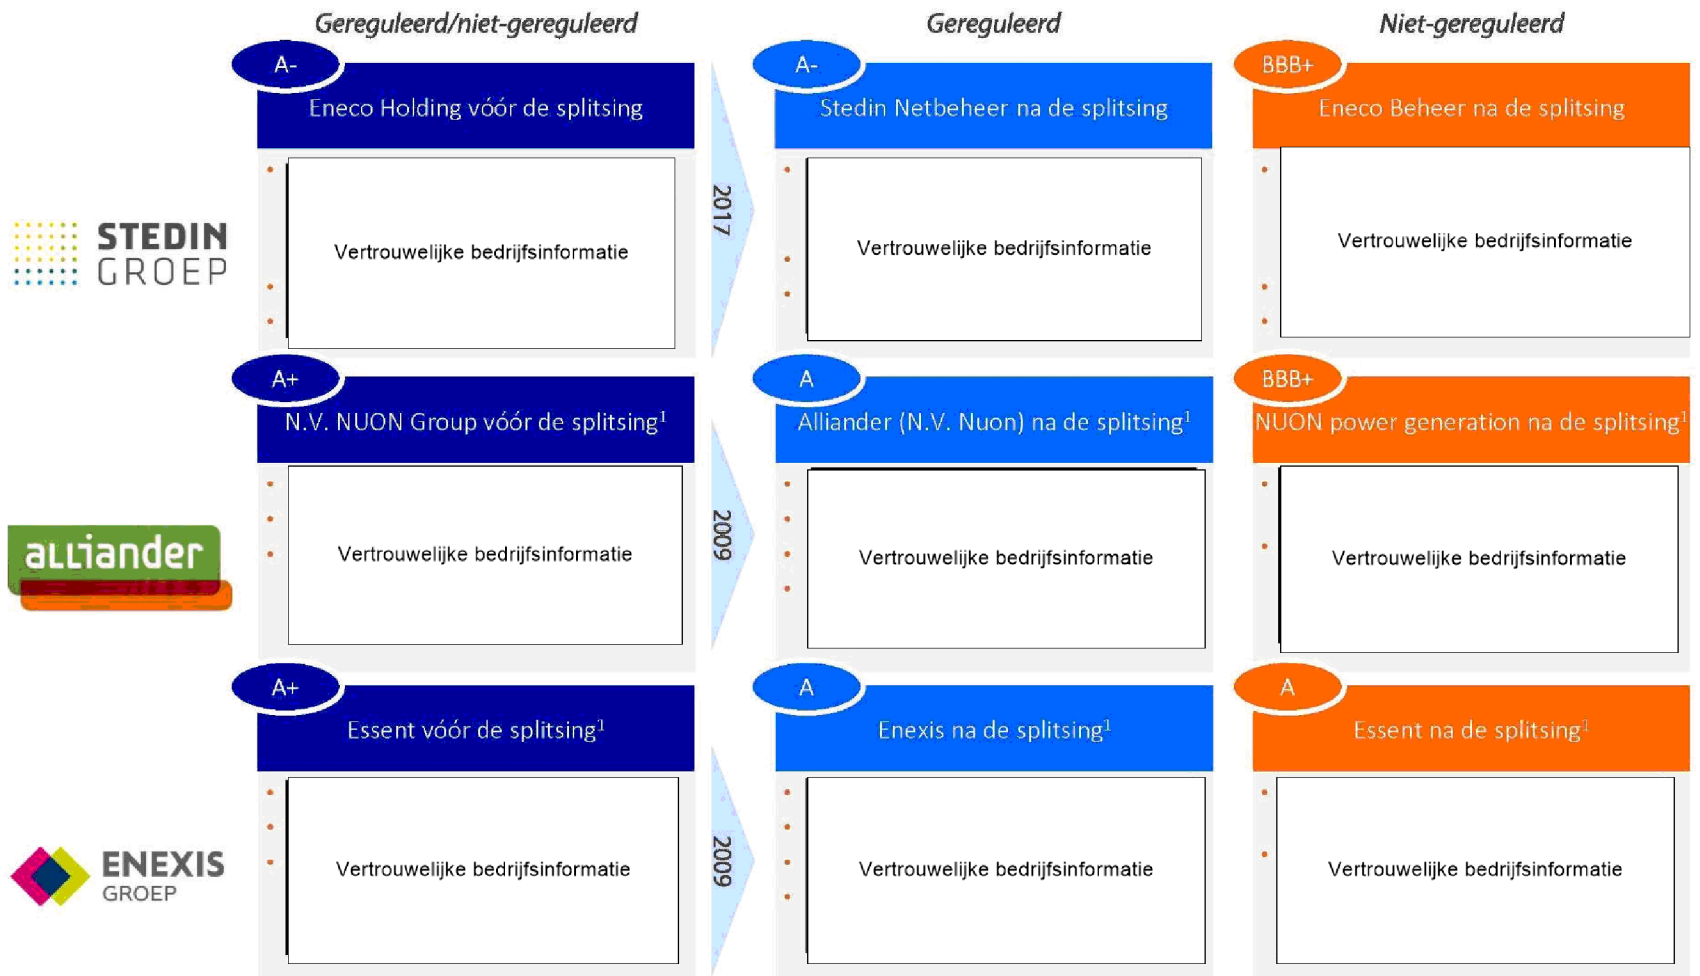 Gereguleerd/niet-gereguleerd
Gereguleerd
Niet-gereguleerd
A-
Eneco Holding vóór de splitsing
A-
Stedin Netbeheer na de splitsing
BBB+
Eneco Beheer na de splitsing
STEDIN
GROEP
Vertrouwelijke bedrijfsinformatie
2017
Vertrouwelijke bedrijfsinformatie
Vertrouwelijke bedrijfsinformatie
A+
N.V. NUON Group vóór de splitsing¹
A
Alliander (N.V. Nuon) na de splitsing¹
BBB+
NUON power generation na de splitsing¹
alliander
Vertrouwelijke bedrijfsinformatie
2009
Vertrouwelijke bedrijfsinformatie
Vertrouwelijke bedrijfsinformatie
A+
Essent vóór de splitsing¹
A
Enexis na de splitsing¹
A
Essent na de splitsing¹
ENEXIS
GROEP
Vertrouwelijke bedrijfsinformatie
2009
Vertrouwelijke bedrijfsinformatie
Vertrouwelijke bedrijfsinformatie